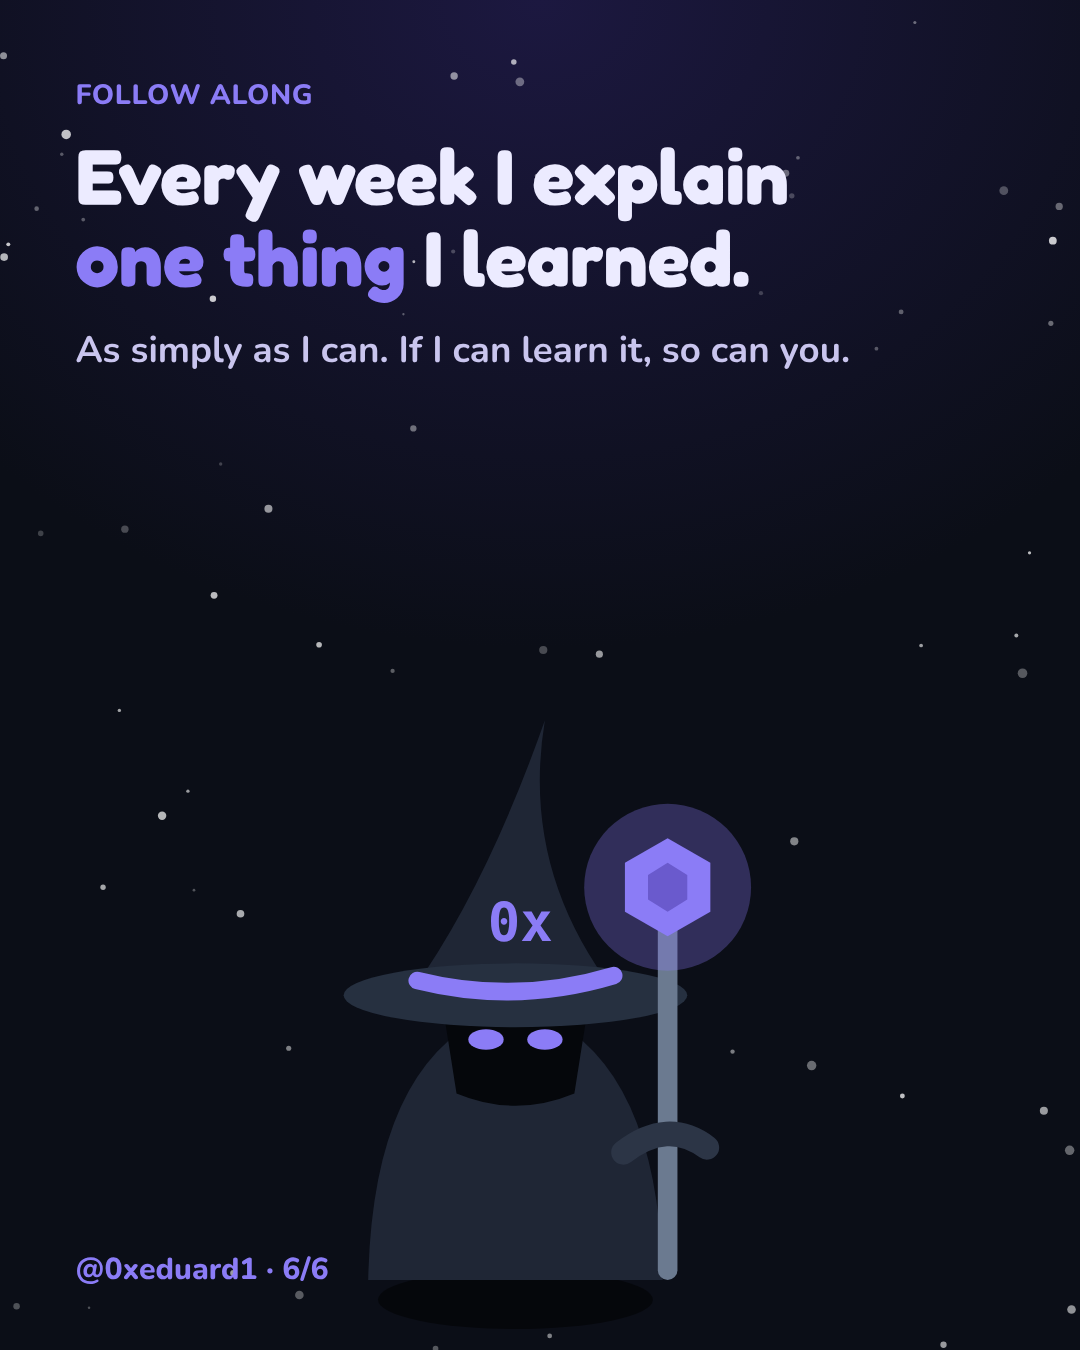 FOLLOW ALONG
Every week I explain
one thing I learned.
As simply as I can. If I can learn it, so can you.
0x
@0xeduard1 · 6/6